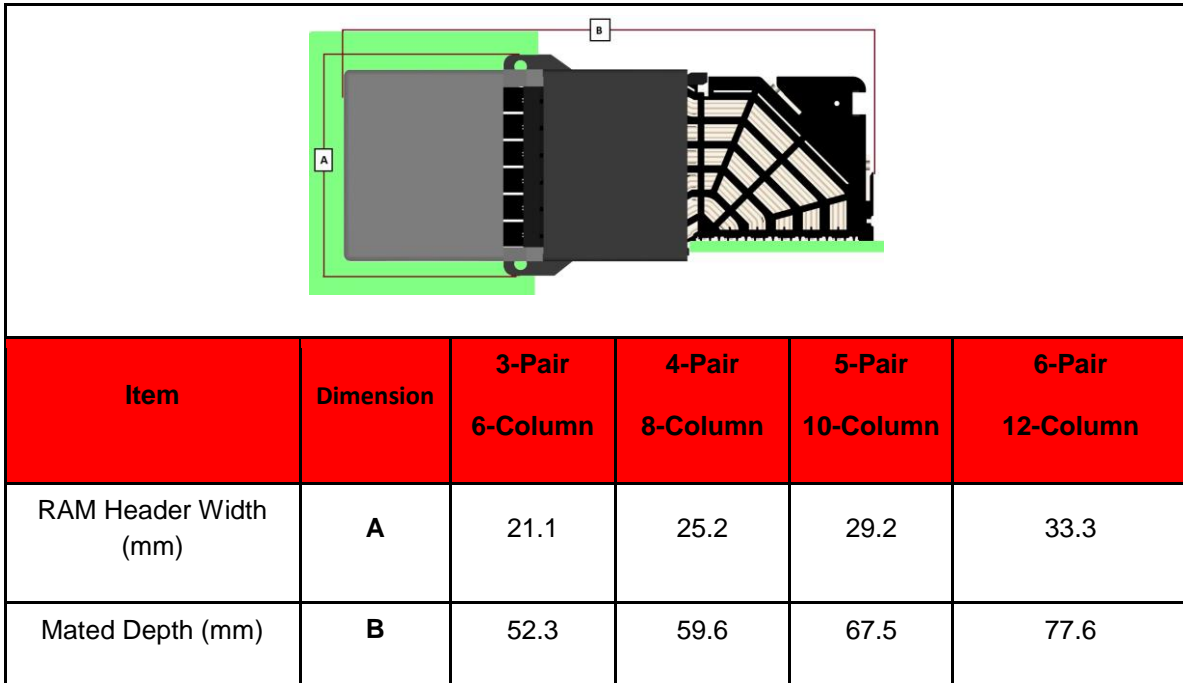 B
A
Item Dimension 3-Pair 6-Column 4-Pair 8-Column 5-Pair 10-Column 6-Pair 12-Column
RAM Header Width (mm) A 21.1 25.2 29.2 33.3
Mated Depth (mm) B 52.3 59.6 67.5 77.6